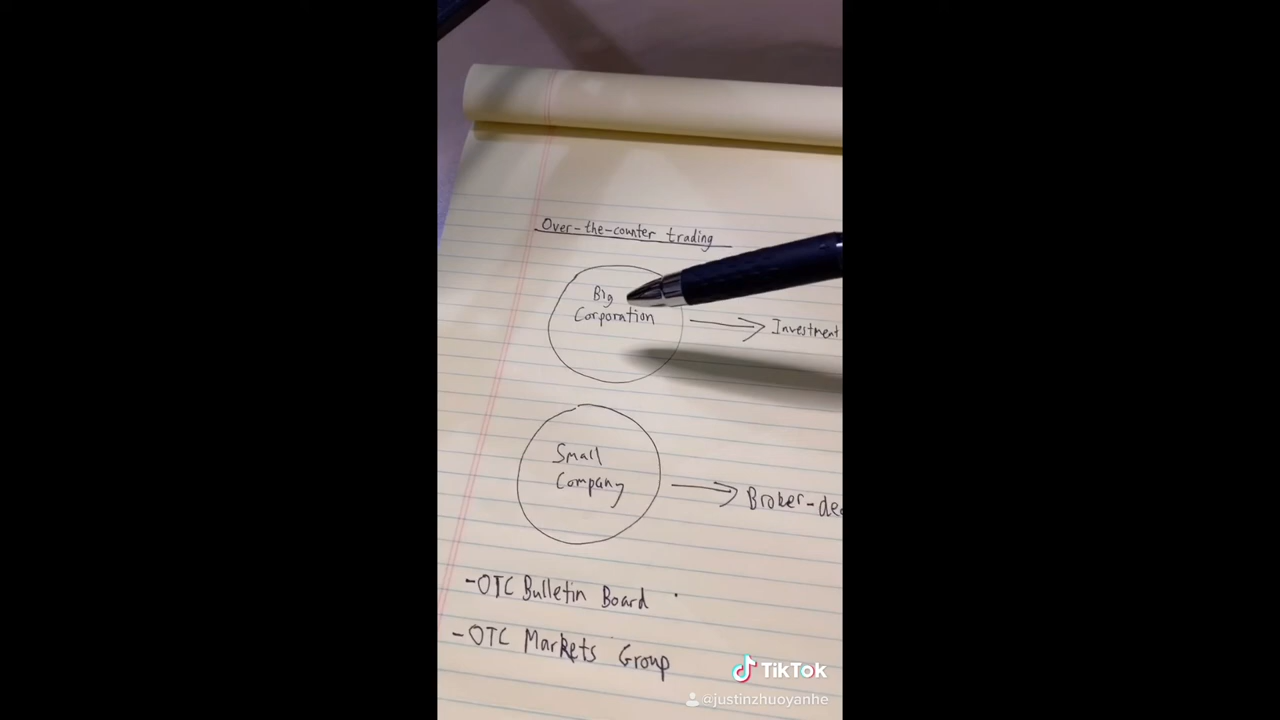 Over-the-counter trading
Big
Corporation
Investment
Small
Company
Broker-dea
-OTC Bulletin Board
-OTC Markets Group
TikTok
@justinzhuoyanhe